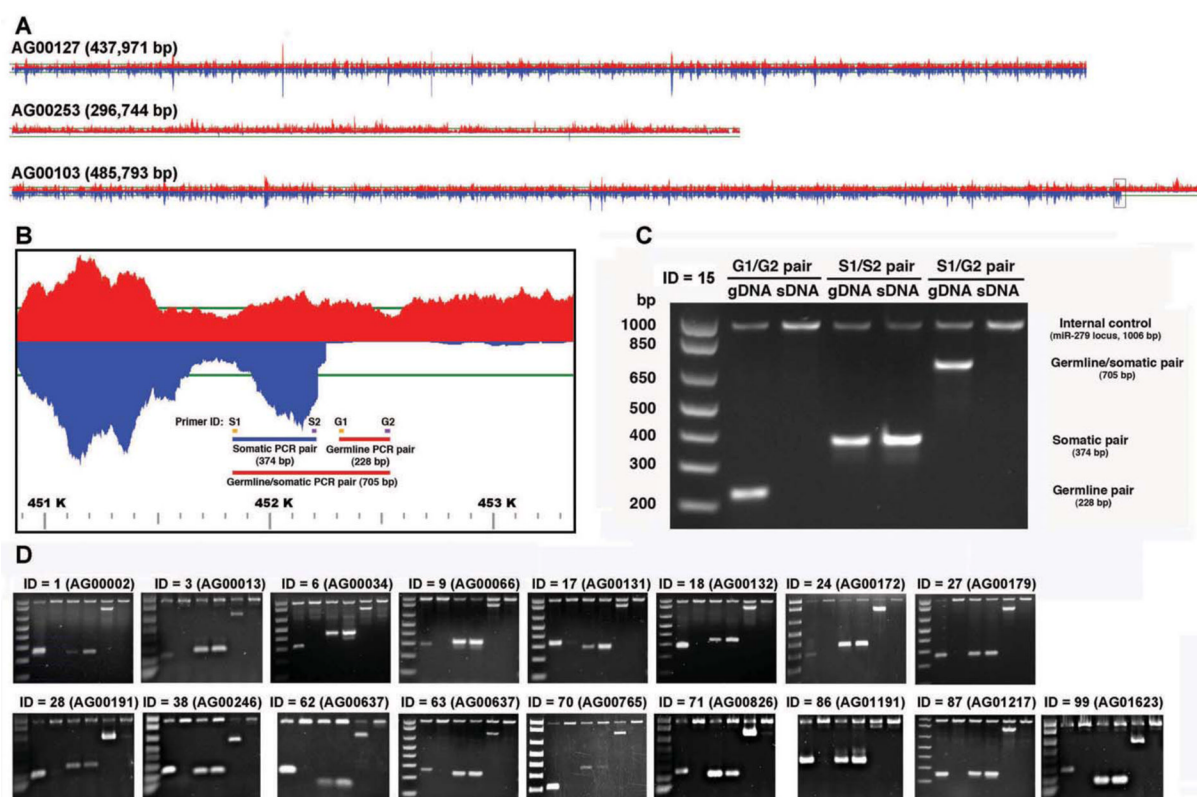 A
AG00127 (437,971 bp)
AG00253 (296,744 bp)
AG00103 (485,793 bp)
B
Primer ID: S1 S2 G1 G2
Somatic PCR pair
(374 bp)
Germline PCR pair
(228 bp)
Germline/somatic PCR pair (705 bp)
451 K 452 K 453 K
C
ID = 15
G1/G2 pair S1/S2 pair S1/G2 pair
gDNA sDNA gDNA sDNA gDNA sDNA
bp
1000
850
650
500
400
300
200
Internal control
(miR-279 locus, 1006 bp)
Germline/somatic pair
(705 bp)
Somatic pair
(374 bp)
Germline pair
(228 bp)
D
ID = 1 (AG00002) ID = 3 (AG00013) ID = 6 (AG00034) ID = 9 (AG00066) ID = 17 (AG00131) ID = 18 (AG00132) ID = 24 (AG00172) ID = 27 (AG00179)
ID = 28 (AG00191) ID = 38 (AG00246) ID = 62 (AG00637) ID = 63 (AG00637) ID = 70 (AG00765) ID = 71 (AG00826) ID = 86 (AG01191) ID = 87 (AG01217) ID = 99 (AG01623)